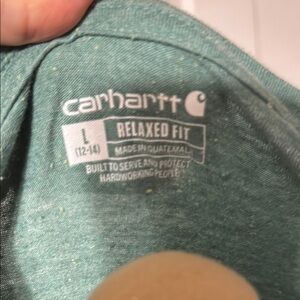 carhartt
L RELAXED FIT
(12-14) MADE IN GUATEMALA
BUILT TO SERVE AND PROTECT
HARDWORKING PEOPLE